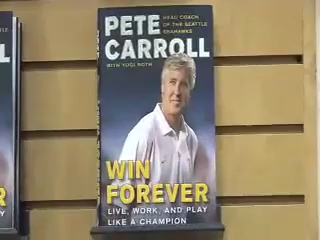 PETE
HEAD COACH
OF THE SEATTLE
SEAHAWKS
CARROLL
WITH YOGI ROTH
WIN
FOREVER
LIVE, WORK, AND PLAY
LIKE A CHAMPION